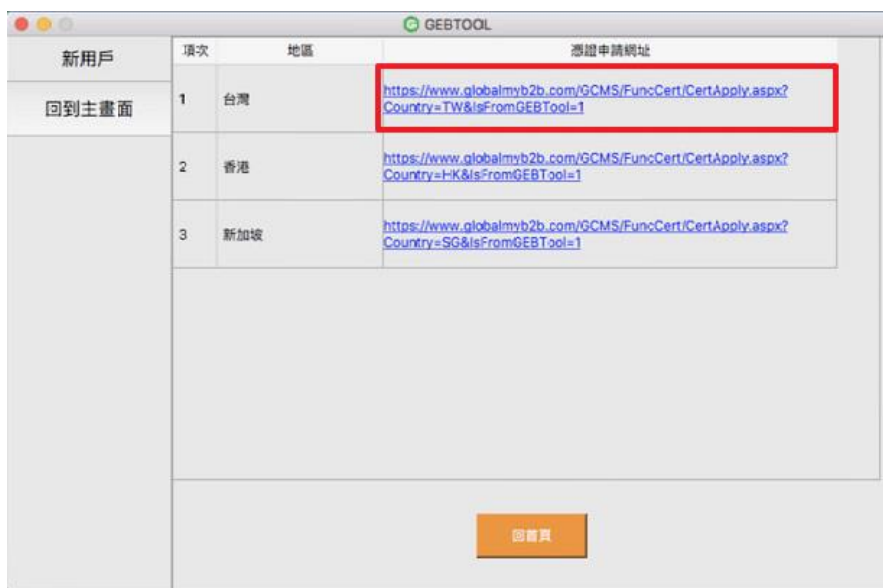 GEBTOOL
新用戶
回到主畫面
項次 地區 憑證申請網址
1 台灣 https://www.globalmyb2b.com/GCMS/FuncCert/CertApply.aspx?
Country=TW&IsFromGEBTool=1
2 香港 https://www.globalmyb2b.com/GCMS/FuncCert/CertApply.aspx?
Country=HK&IsFromGEBTool=1
3 新加坡 https://www.globalmyb2b.com/GCMS/FuncCert/CertApply.aspx?
Country=SG&IsFromGEBTool=1
回首頁